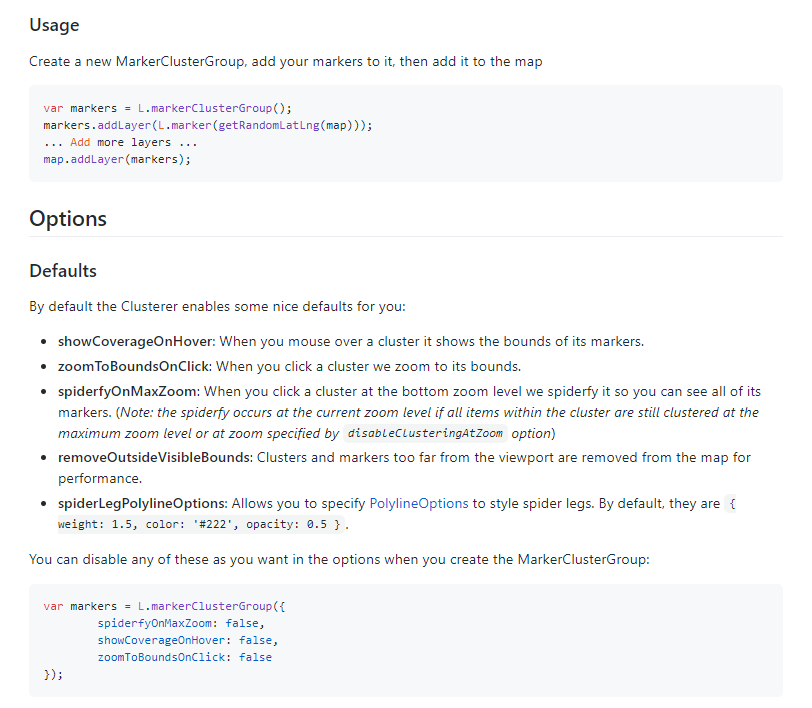 Usage
Create a new MarkerClusterGroup, add your markers to it, then add it to the map
var markers = L.markerClusterGroup();
markers.addLayer(L.marker(getRandomLatLng(map)));
... Add more layers ...
map.addLayer(markers);
Options
Defaults
By default the Clusterer enables some nice defaults for you:
• showCoverageOnHover: When you mouse over a cluster it shows the bounds of its markers.
• zoomToBoundsOnClick: When you click a cluster we zoom to its bounds.
• spiderfyOnMaxZoom: When you click a cluster at the bottom zoom level we spiderfy it so you can see all of its
markers. (Note: the spiderfy occurs at the current zoom level if all items within the cluster are still clustered at the
maximum zoom level or at zoom specified by disableClusteringAtZoom option)
• removeOutsideVisibleBounds: Clusters and markers too far from the viewport are removed from the map for
performance.
• spiderLegPolylineOptions: Allows you to specify PolylineOptions to style spider legs. By default, they are {
weight: 1.5, color: '#222', opacity: 0.5 } .
You can disable any of these as you want in the options when you create the MarkerClusterGroup:
var markers = L.markerClusterGroup({
spiderfyOnMaxZoom: false,
showCoverageOnHover: false,
zoomToBoundsOnClick: false
});